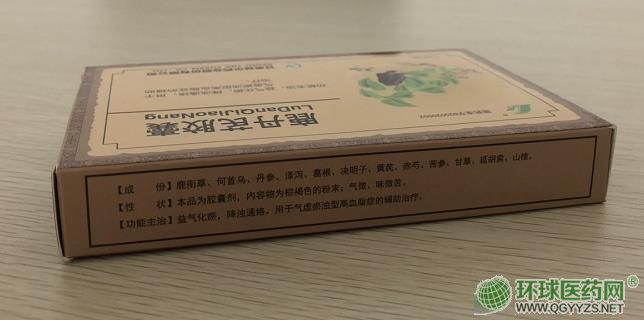 鹿丹芪胶囊
LuDanQiJiaoNang
【成　份】鹿衔草、何首乌、丹参、泽泻、葛根、决明子、黄芪、赤芍、苦参、甘草、延胡索、山楂。
【性　状】本品为胶囊剂，内容物为棕褐色的粉末；气微，味微苦。
【功能主治】益气化瘀，降浊通络。用于气虚瘀浊型高血脂症的辅助治疗。
环球医药网®
www.QGYYZS.net